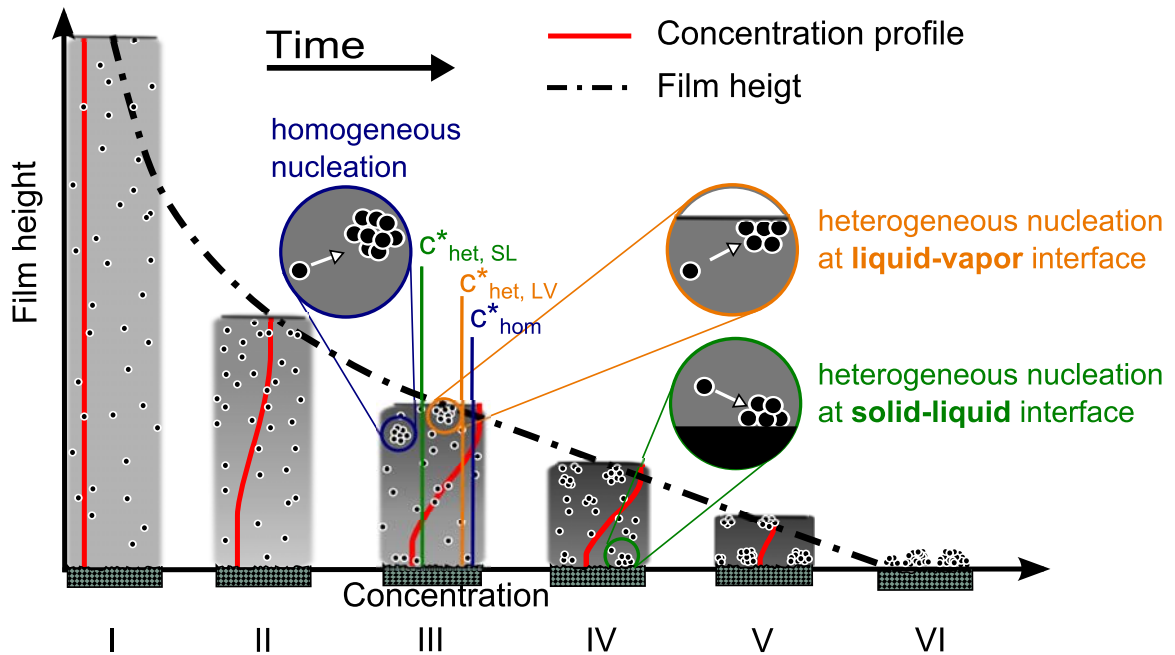 Time
Concentration profile
Film heigt
homogeneous
nucleation
Film height
c*het, SL
c*het, LV
c*hom
heterogeneous nucleation
at liquid-vapor interface
heterogeneous nucleation
at solid-liquid interface
Concentration
I II III IV V VI